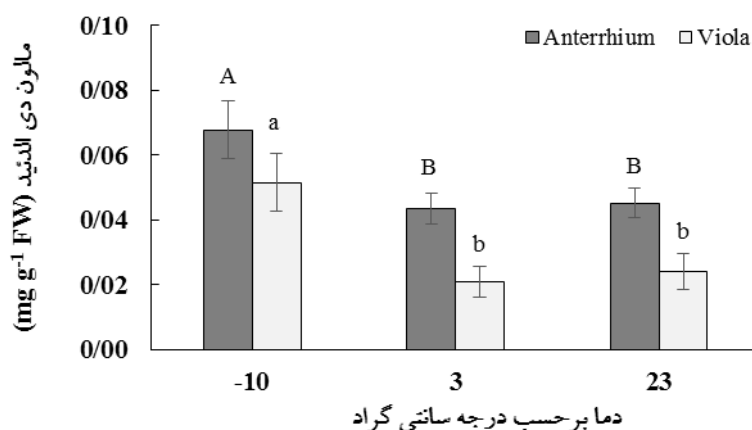 Anterrhium
Viola
0/10
0/08
0/06
0/04
0/02
0/00
مالون دی الدئید (mg g⁻¹ FW)
A
a
B
b
B
b
-10
3
23
دما برحسب درجه سانتی گراد